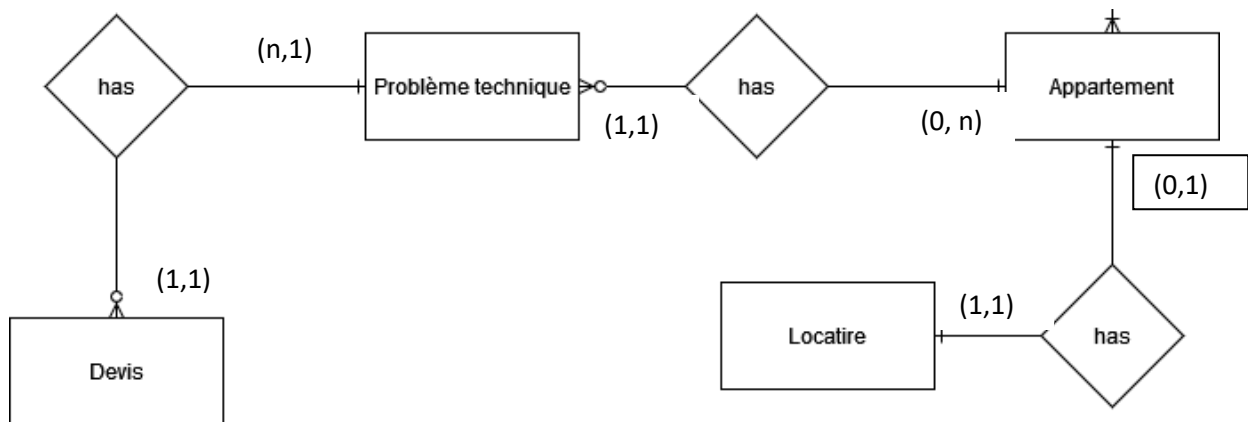 (n,1)
has
Problème technique
has
Appartement
(1,1)
(0, n)
(0,1)
(1,1)
(1,1)
Locatire
has
Devis